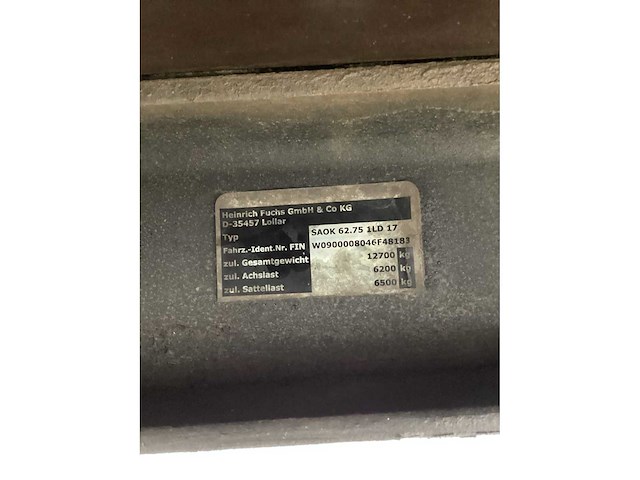 Heinrich Fuchs GmbH & Co KG
D-35457 Lollar
Typ SAOK 62.75 1LD 17
Fahrz.-Ident.Nr. FIN W0900008046F48183
zul. Gesamtgewicht 12700 kg
zul. Achslast 6200 kg
zul. Sattellast 6500 kg